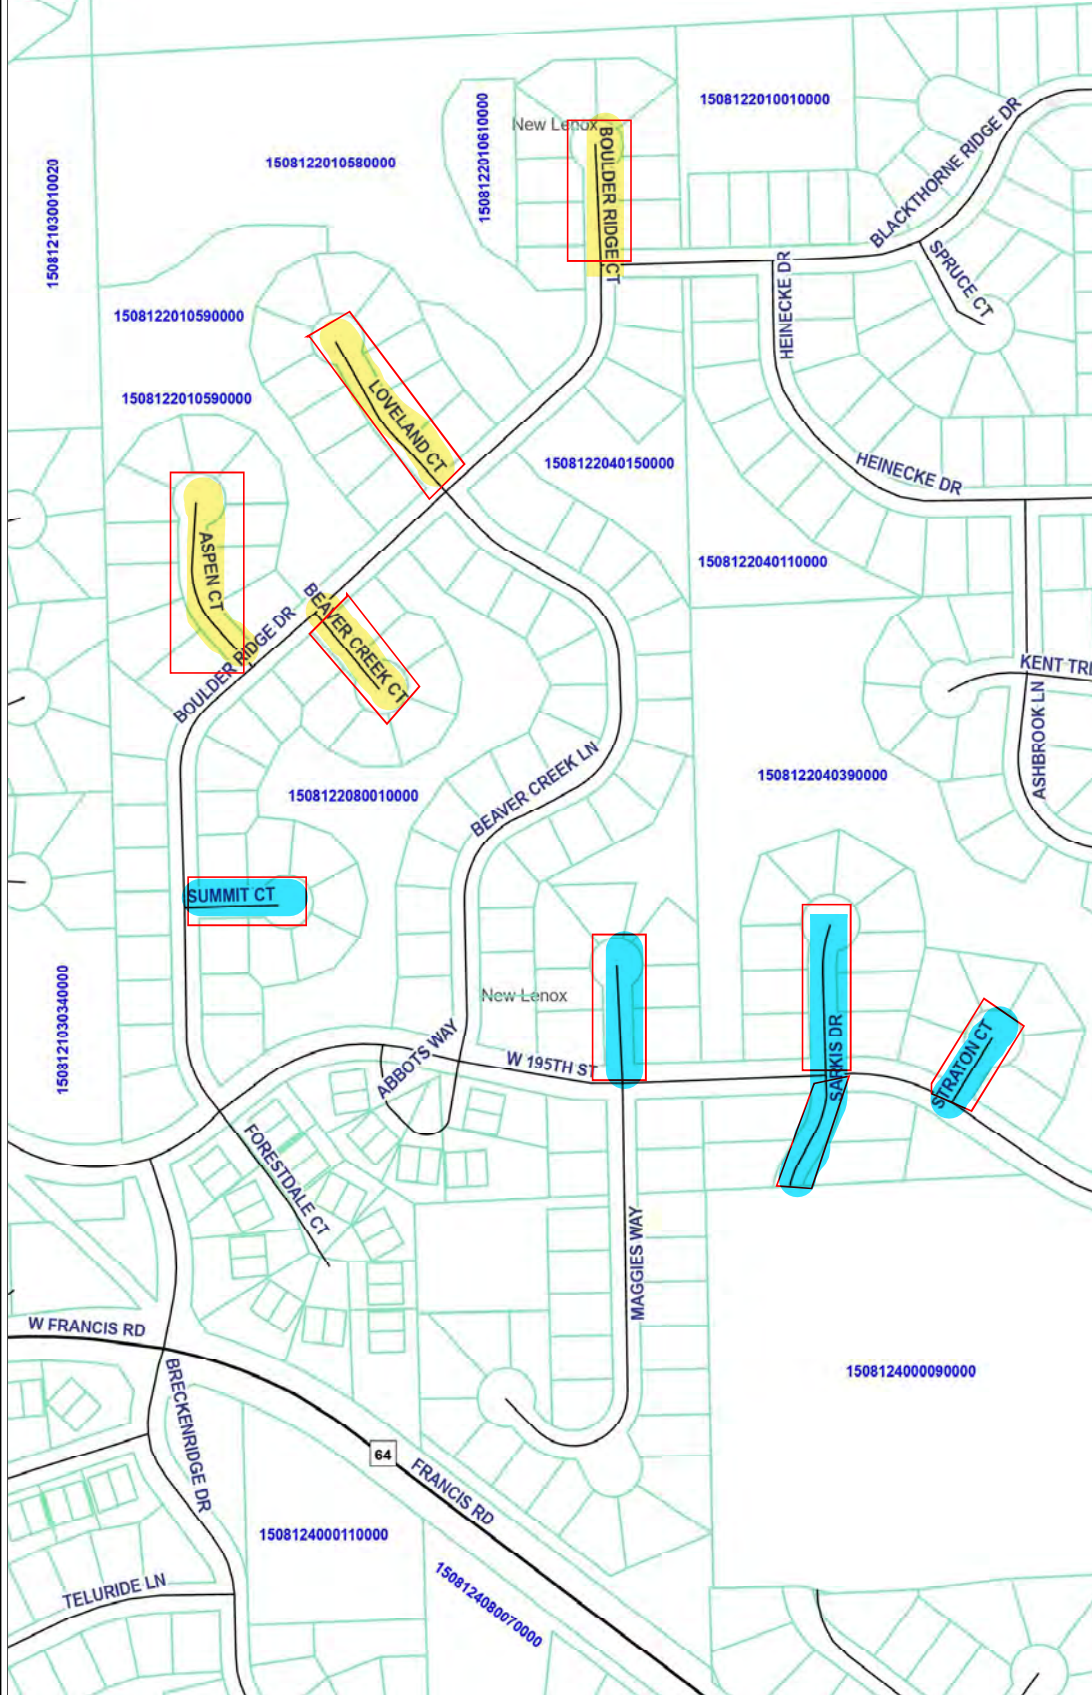 1508122010010000
New Lenox
1508122010610000
BOULDER RIDGE CT
BLACKTHORNE RIDGE DR
1508122010580000
1508121030010020
SPRUCE CT
HEINECKE DR
1508122010590000
LOVELAND CT
1508122010590000
1508122040150000
HEINECKE DR
ASPEN CT
1508122040110000
BEAVER CREEK CT
BOULDER RIDGE DR
KENT TRL
ASHBROOK LN
BEAVER CREEK LN
1508122040390000
1508122080010000
SUMMIT CT
New Lenox
1508121030340000
ABBOTS WAY
W 195TH ST
SARKIS DR
STRATON CT
FORESTDALE CT
MAGGIES WAY
W FRANCIS RD
BRECKENRIDGE DR
1508124000090000
64
FRANCIS RD
1508124000110000
TELURIDE LN
1508124080070000